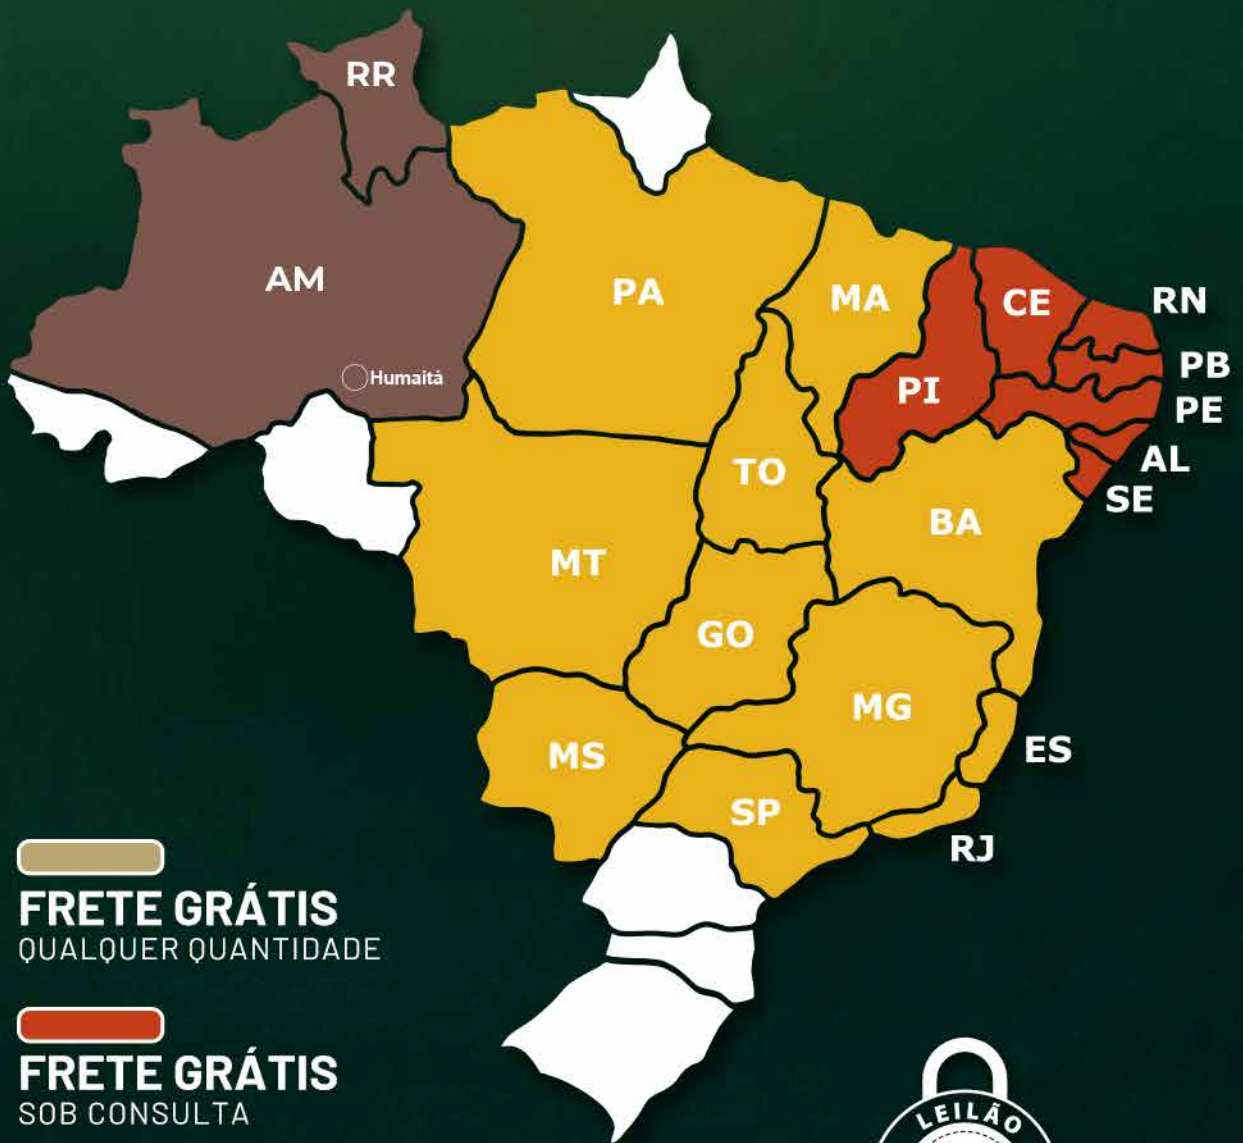 RR
AM
PA
MA
CE
RN
PB
PI
PE
Humaitá
AL
TO
SE
BA
MT
GO
MG
MS
ES
SP
RJ
FRETE GRÁTIS
QUALQUER QUANTIDADE
FRETE GRÁTIS
SOB CONSULTA
LEILÃO